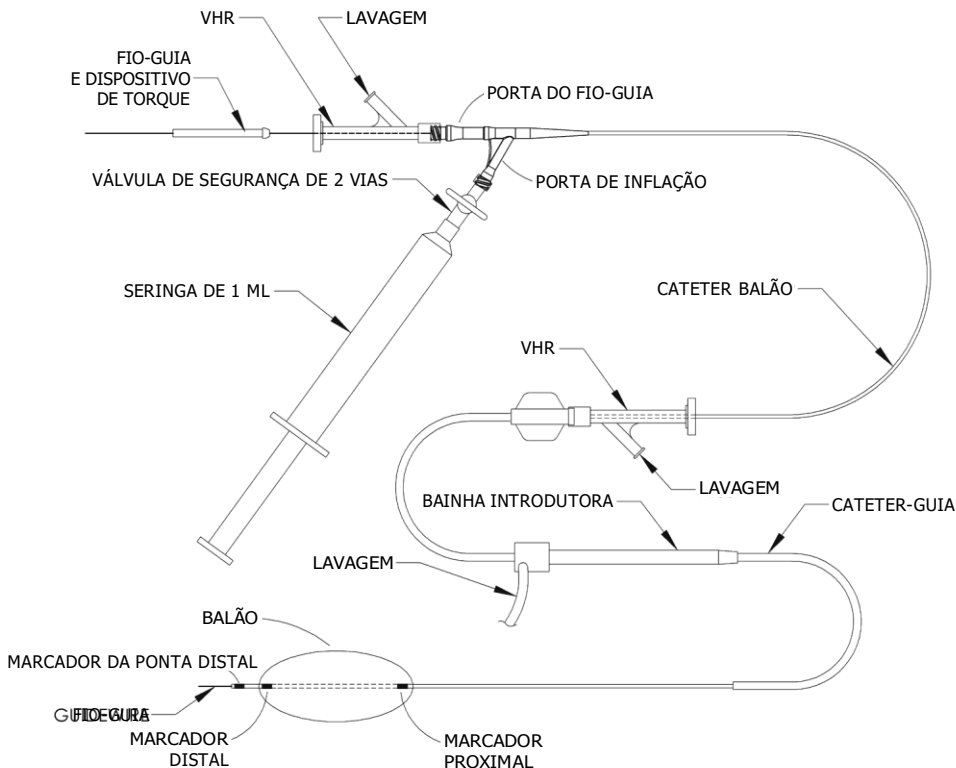 VHR
LAVAGEM
FIO-GUIA
E DISPOSITIVO
DE TORQUE
PORTA DO FIO-GUIA
VÁLVULA DE SEGURANÇA DE 2 VIAS
PORTA DE INFLAÇÃO
SERINGA DE 1 ML
CATETER BALÃO
VHR
LAVAGEM
BAINHA INTRODUTORA
CATETER-GUIA
LAVAGEM
BALÃO
MARCADOR DA PONTA DISTAL
FIO-GUIA
MARCADOR
DISTAL
MARCADOR
PROXIMAL